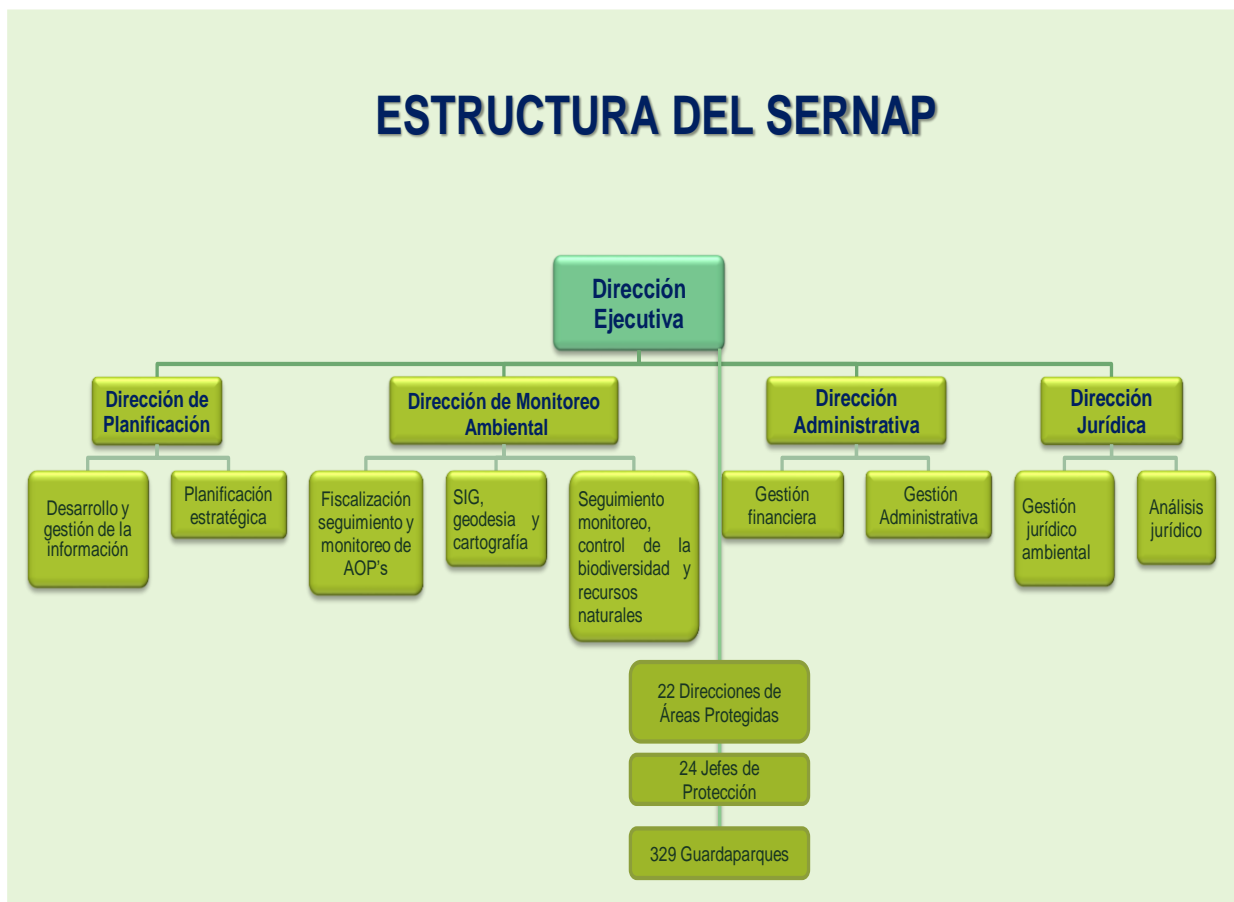 ESTRUCTURA DEL SERNAP
Dirección
Ejecutiva
Dirección de
Planificación
Dirección de Monitoreo
Ambiental
Dirección
Administrativa
Dirección
Jurídica
Desarrollo y
gestión de la
información
Planificación
estratégica
Fiscalización
seguimiento y
monitoreo de
AOP's
SIG,
geodesia y
cartografía
Seguimiento
monitoreo,
control de la
biodiversidad y
recursos
naturales
Gestión
financiera
Gestión
Administrativa
Gestión
jurídico
ambiental
Análisis
jurídico
22 Direcciones de
Áreas Protegidas
24 Jefes de
Protección
329 Guardaparques